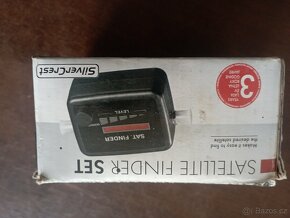 SATELLITE FINDER SET
Makes it easy to find
the desired satellite
SilverCrest
3
SAT FINDER
LEVEL
bazos.cz